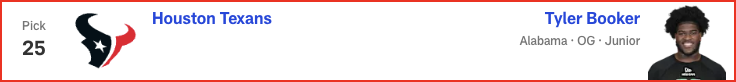 Pick
25
Houston Texans
Tyler Booker
Alabama · OG · Junior